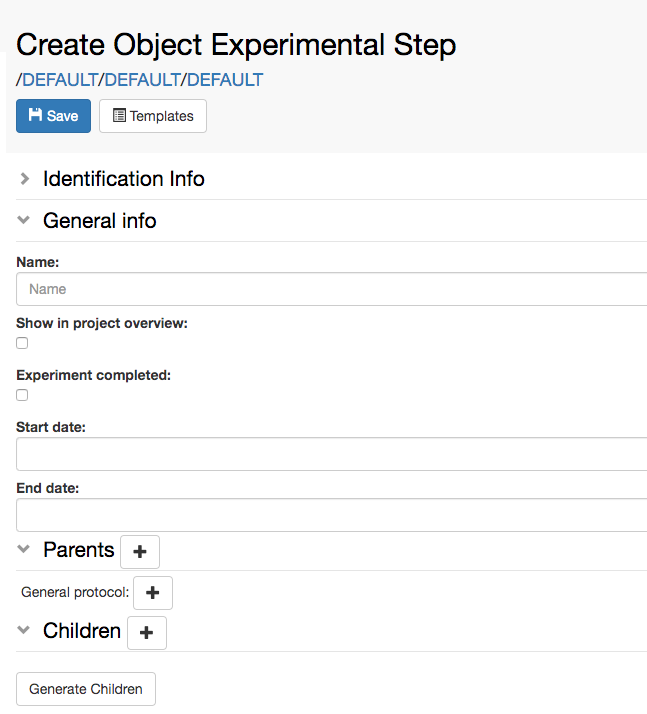 Create Object Experimental Step
/DEFAULT/DEFAULT/DEFAULT
Save Templates
Identification Info
General info
Name:
Name
Show in project overview:
Experiment completed:
Start date:
End date:
Parents
General protocol:
Children
Generate Children